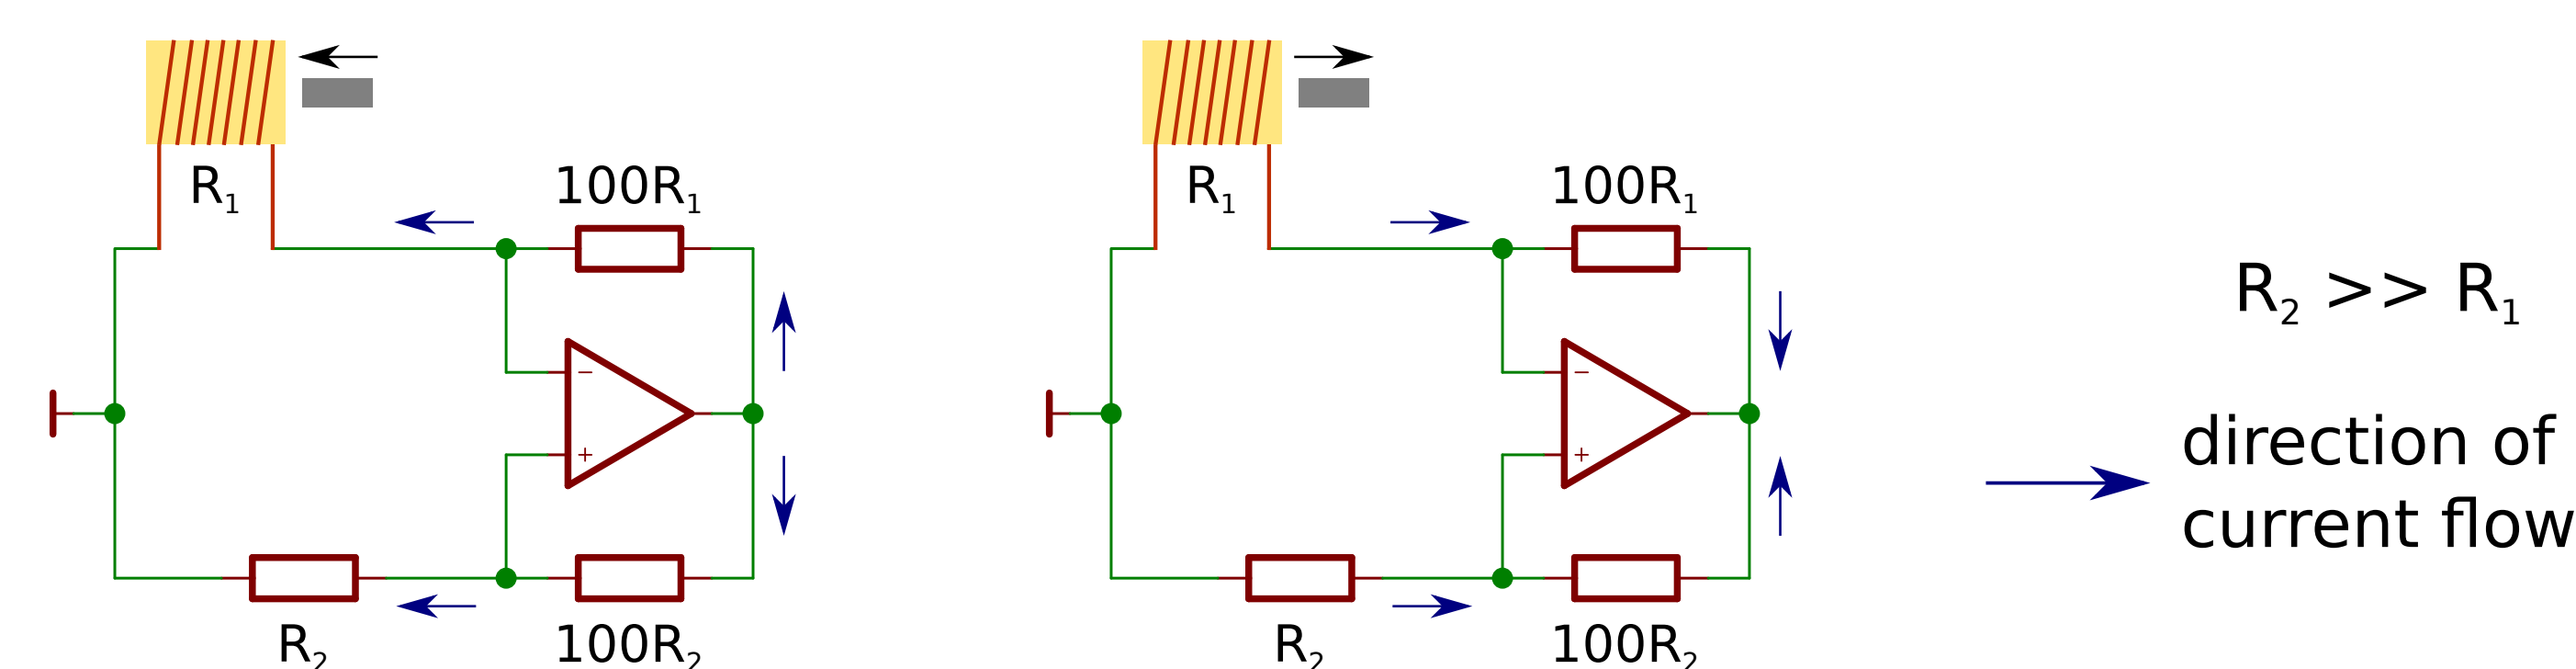 R₁
100R₁
−
+
R₂
100R₂
R₁
100R₁
−
+
R₂
100R₂
R₂ >> R₁
direction of
current flow